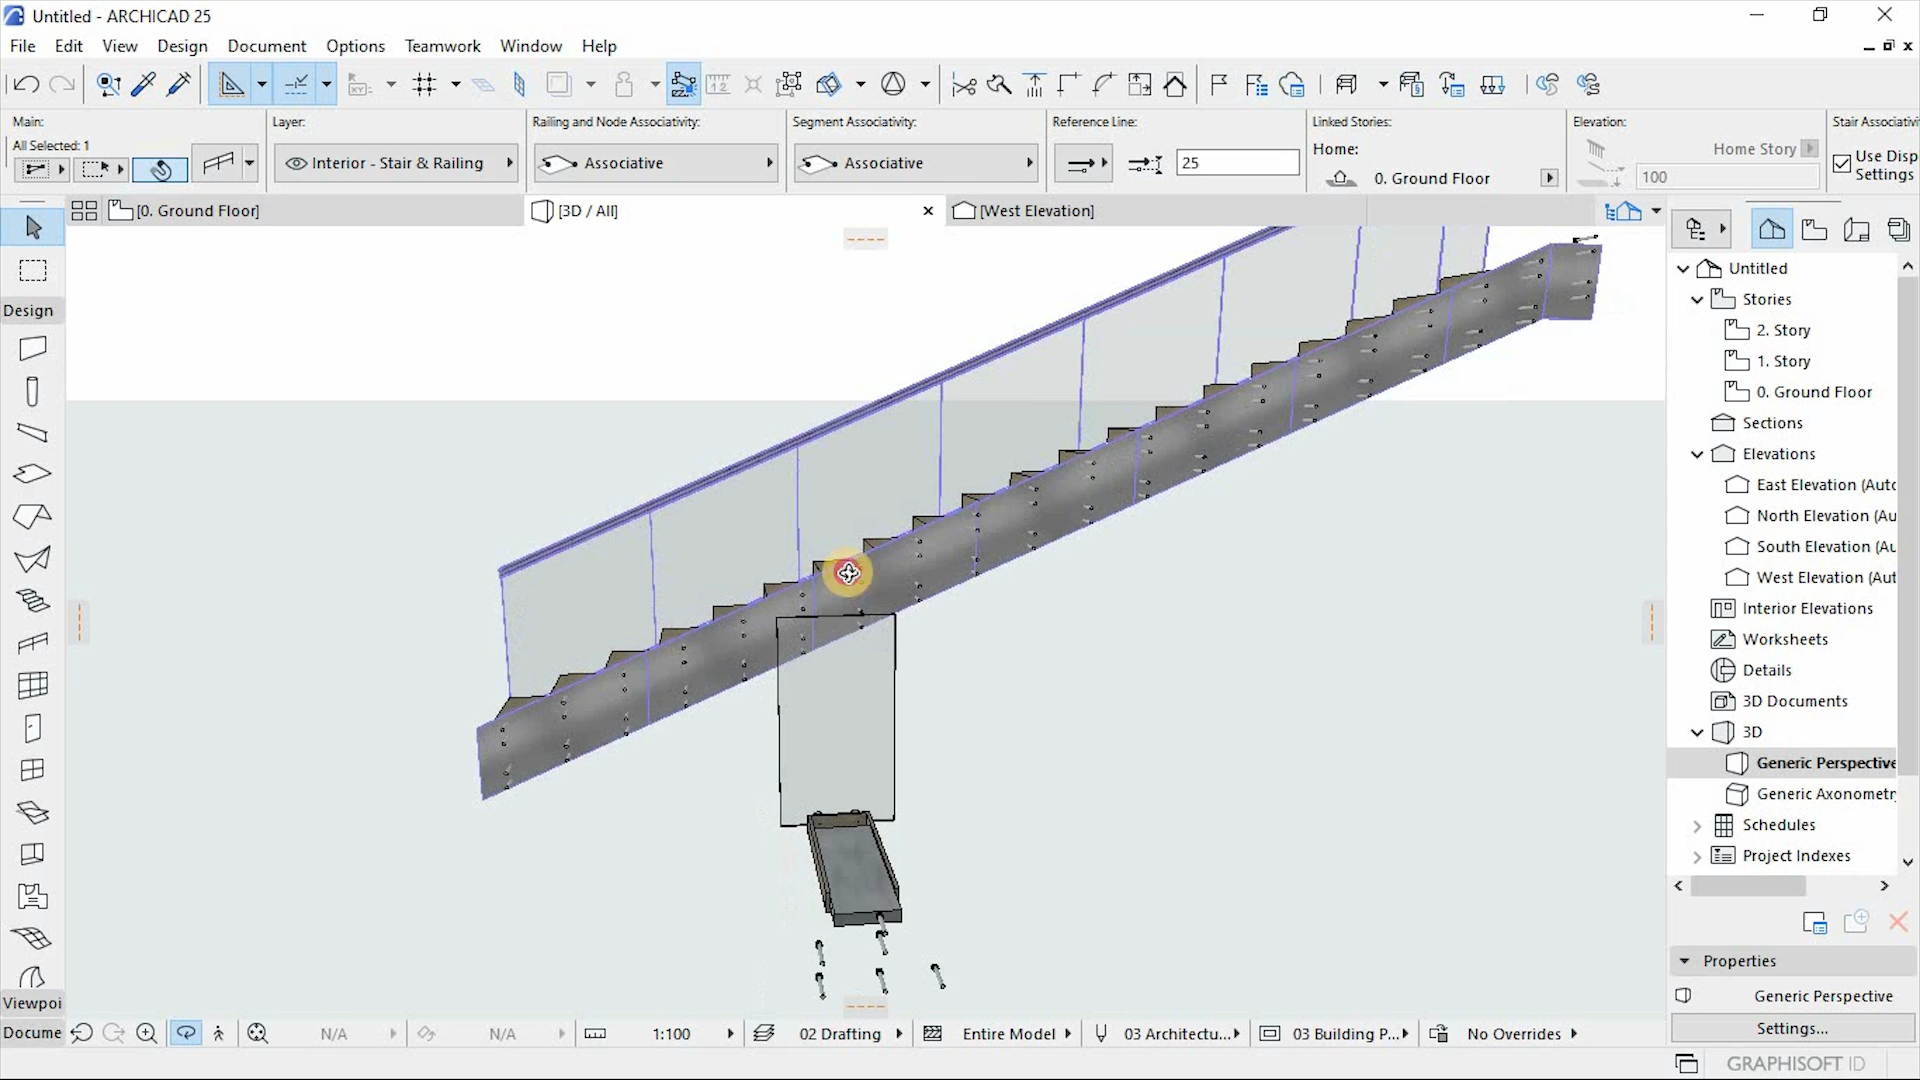 Untitled - ARCHICAD 25
File Edit View Design Document Options Teamwork Window Help
Main: Layer: Railing and Node Associativity: Segment Associativity: Reference Line: Linked Stories: Elevation: Stair Associativi
All Selected: 1
Home: Home Story
Interior - Stair & Railing Associative Associative 25
0. Ground Floor 100
Use Disp
Settings
[0. Ground Floor] [3D / All] [West Elevation]
Design
Viewpoi
Docume
Untitled
Stories
2. Story
1. Story
0. Ground Floor
Sections
Elevations
East Elevation (Autc
North Elevation (Au
South Elevation (Au
West Elevation (Aut
Interior Elevations
Worksheets
Details
3D Documents
3D
Generic Perspective
Generic Axonometr
Schedules
Project Indexes
Properties
Generic Perspective
Settings...
N/A N/A 1:100 02 Drafting Entire Model 03 Architectu... 03 Building P... No Overrides
GRAPHISOFT ID